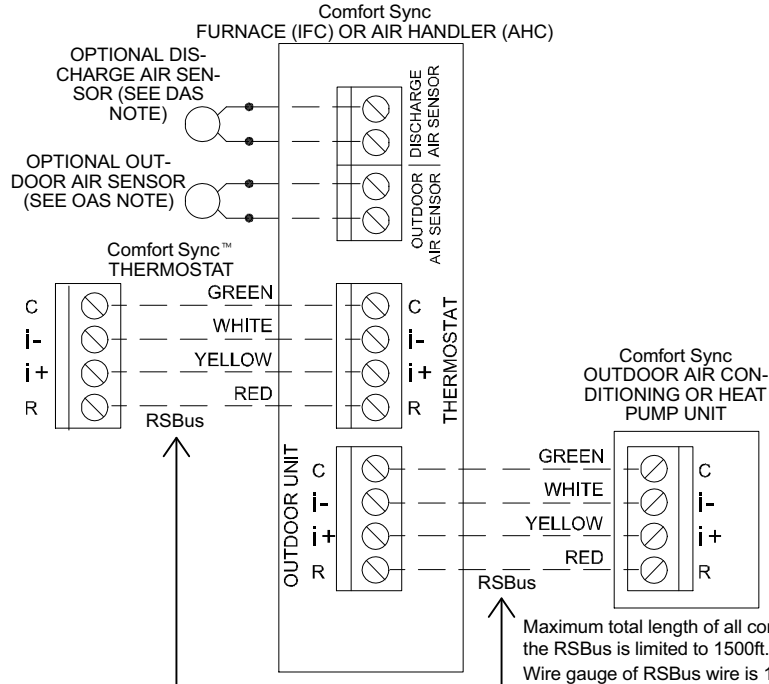 Comfort Sync
FURNACE (IFC) OR AIR HANDLER (AHC)
OPTIONAL DIS-
CHARGE AIR SEN-
SOR (SEE DAS
NOTE)
DISCHARGE
AIR SENSOR
OPTIONAL OUT-
DOOR AIR SENSOR
(SEE OAS NOTE)
OUTDOOR
AIR SENSOR
Comfort Sync™
THERMOSTAT
C GREEN C
i- WHITE i-
i+ YELLOW i+
R RED R
RSBus
THERMOSTAT
Comfort Sync
OUTDOOR AIR CON-
DITIONING OR HEAT
PUMP UNIT
OUTDOOR UNIT
C GREEN C
i- WHITE i-
i+ YELLOW i+
R RED R
RSBus
Maximum total length of all con
the RSBus is limited to 1500ft.
Wire gauge of RSBus wire is 1